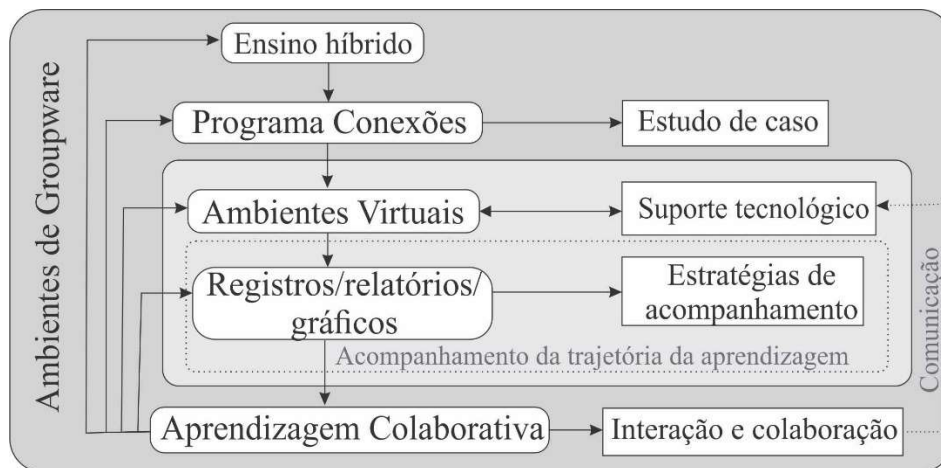 Ambientes de Groupware
Ensino híbrido
Programa Conexões
Estudo de caso
Ambientes Virtuais
Suporte tecnológico
Registros/relatórios/
gráficos
Estratégias de
acompanhamento
Acompanhamento da trajetória da aprendizagem
Comunicação
Aprendizagem Colaborativa
Interação e colaboração